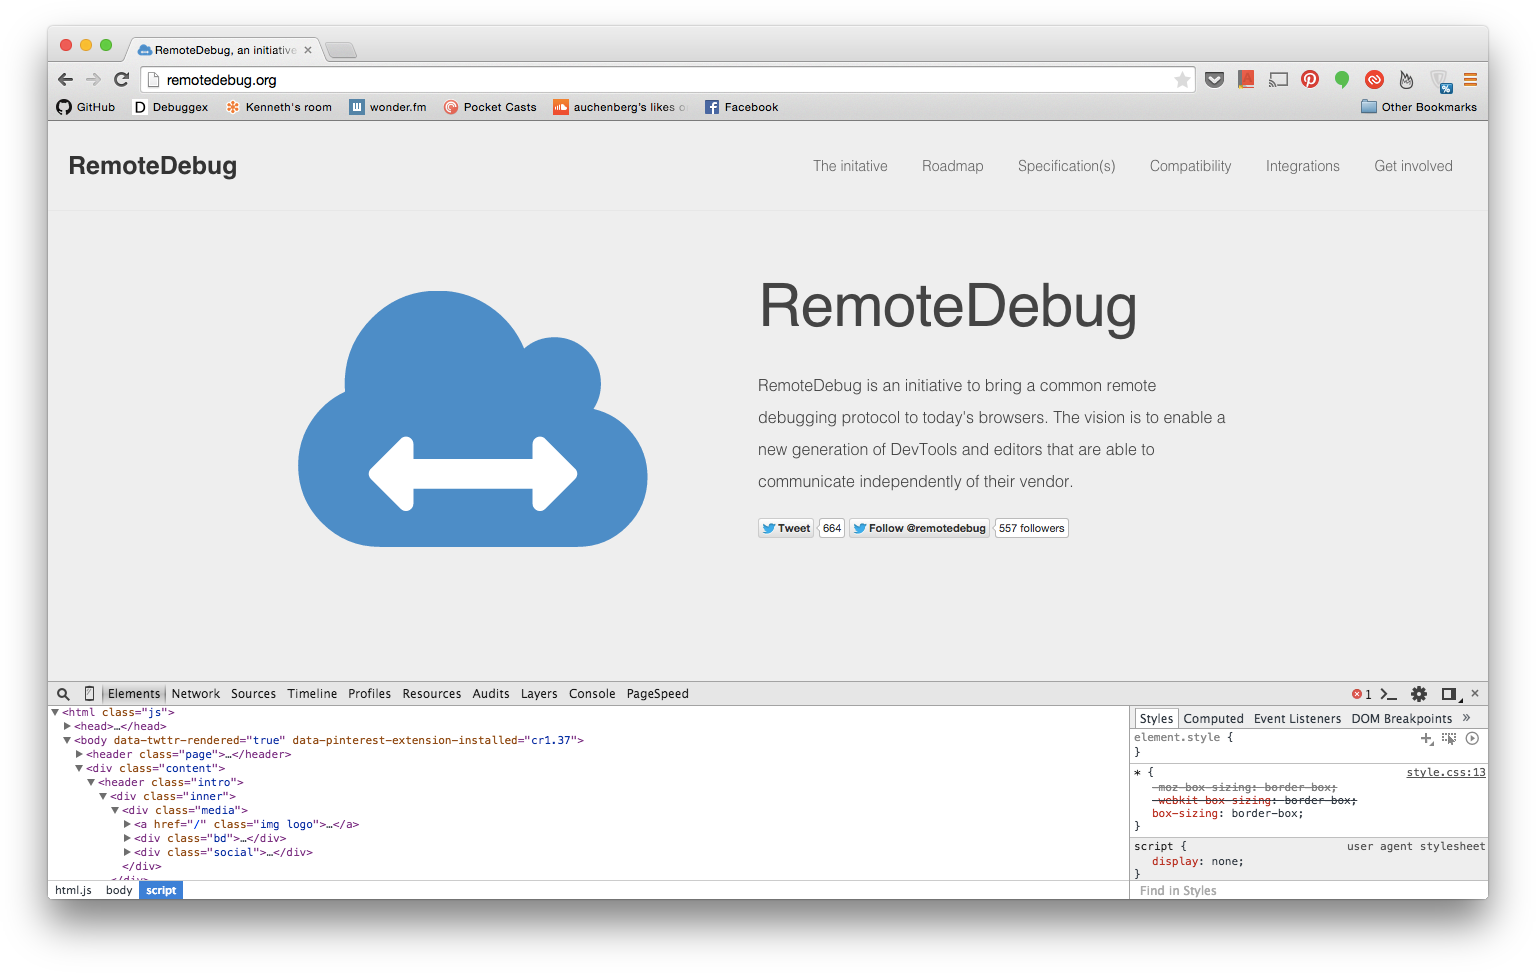 RemoteDebug, an initiative
remotedebug.org
GitHub D Debuggex Kenneth's room wonder.fm Pocket Casts auchenberg's likes o Facebook Other Bookmarks
RemoteDebug The initative Roadmap Specification(s) Compatibility Integrations Get involved
RemoteDebug
RemoteDebug is an initiative to bring a common remote
debugging protocol to today's browsers. The vision is to enable a
new generation of DevTools and editors that are able to
communicate independently of their vendor.
Tweet 664 Follow @remotedebug 557 followers
Elements Network Sources Timeline Profiles Resources Audits Layers Console PageSpeed 1
<html class="js">
<head>…</head>
<body data-twttr-rendered="true" data-pinterest-extension-installed="cr1.37">
<header class="page">…</header>
<div class="content">
<header class="intro">
<div class="inner">
<div class="media">
<a href="/" class="img logo">…</a>
<div class="bd">…</div>
<div class="social">…</div>
</div>
</div>
html.js body script
Styles Computed Event Listeners DOM Breakpoints »
element.style {
}
* { style.css:13
-moz-box-sizing: border-box;
-webkit-box-sizing: border-box;
box-sizing: border-box;
}
script { user agent stylesheet
display: none;
}
Find in Styles